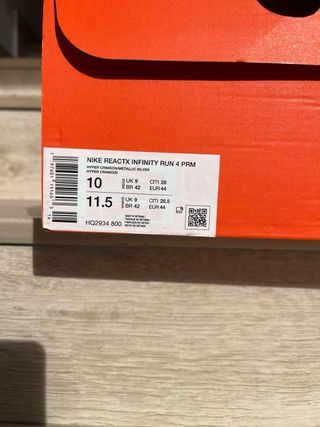 NIKE REACTX INFINITY RUN 4 PRM
HYPER CRIMSON/METALLIC SILVER
HYPER CRAMOISI
10 UK 9 cm 28
BR 42 EUR 44
11.5 UK 9 cm 28.5
BR 42 EUR 44
HQ2934 800